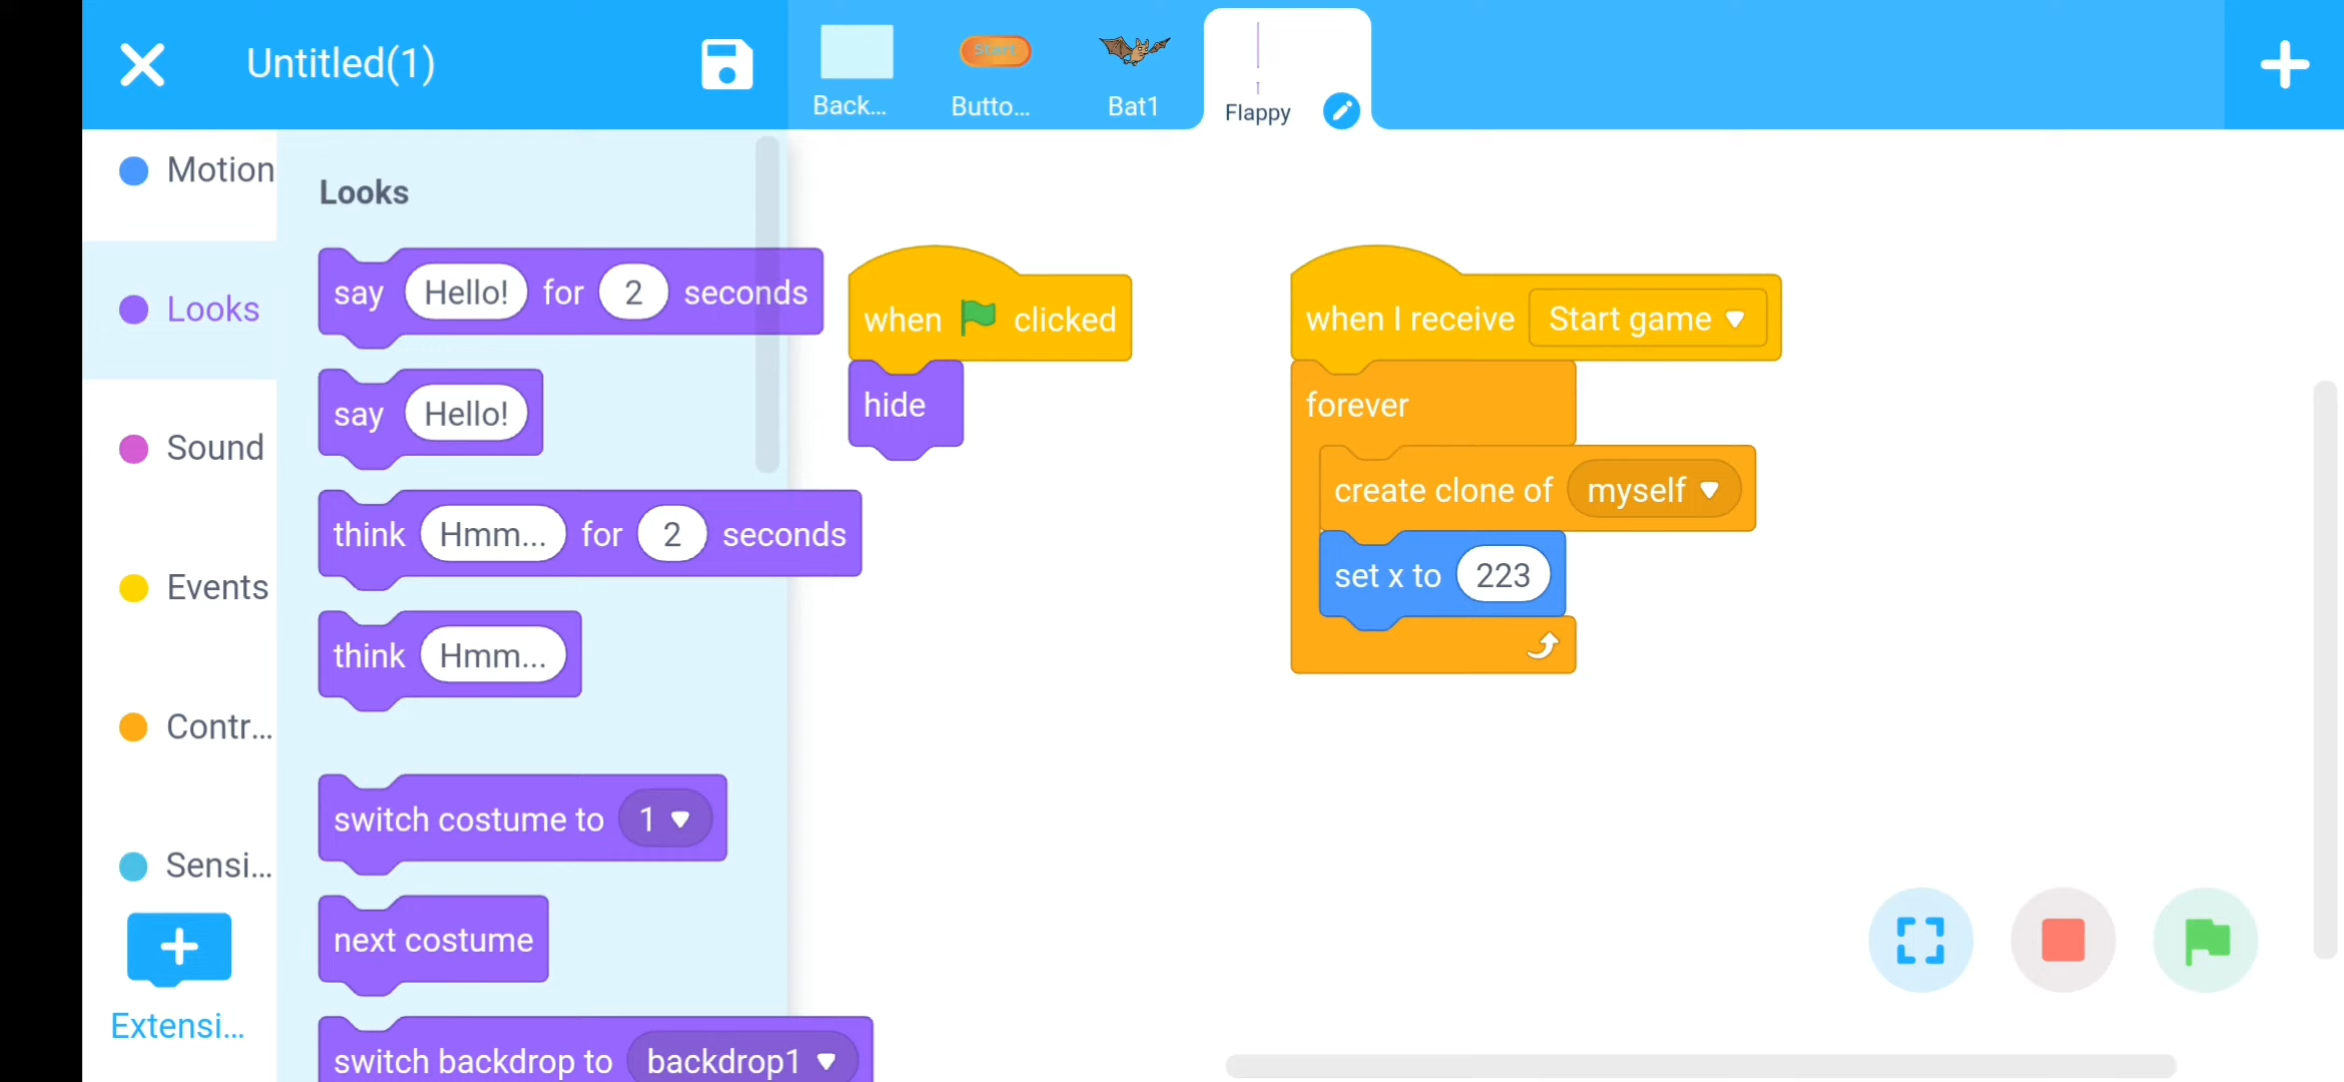 Untitled(1)
Back...
Start
Butto...
Bat1
Flappy
Motion
Looks
Sound
Events
Contr...
Sensi...
Extensi...
Looks
say Hello! for 2 seconds
say Hello!
think Hmm... for 2 seconds
think Hmm...
switch costume to 1
next costume
switch backdrop to backdrop1
when clicked
hide
when I receive Start game
forever
create clone of myself
set x to 223